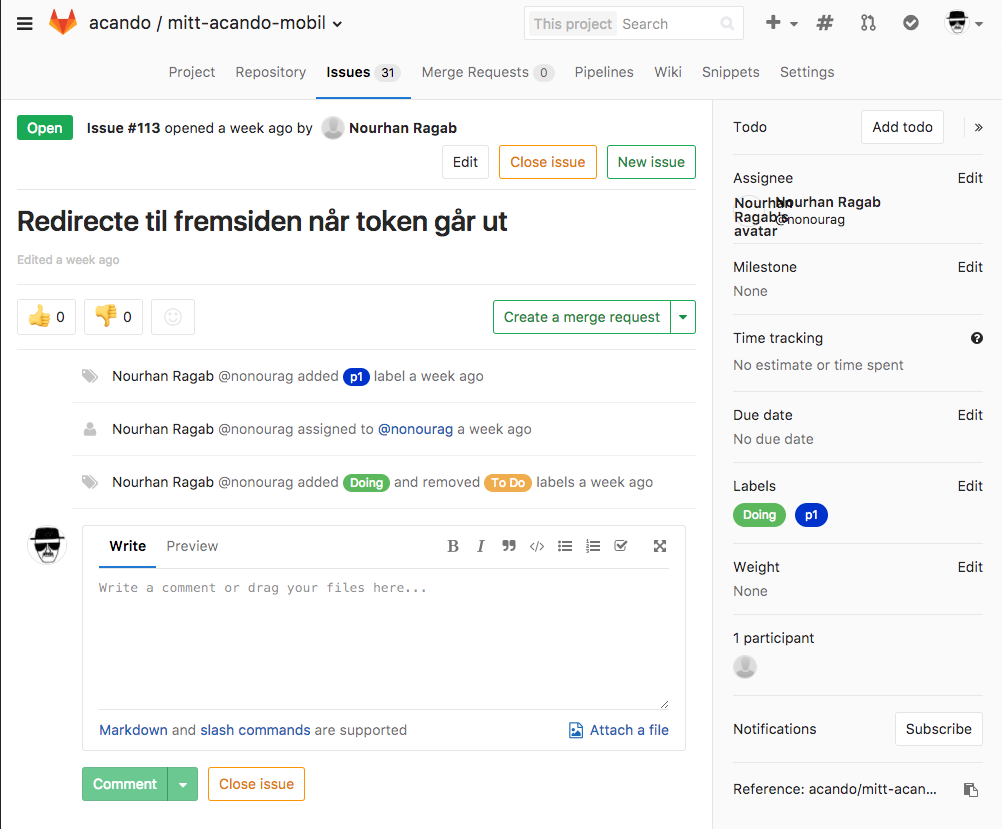 acando / mitt-acando-mobil
This project Search
Project Repository Issues 31 Merge Requests 0 Pipelines Wiki Snippets Settings
Open Issue #113 opened a week ago by Nourhan Ragab
Edit Close issue New issue
Redirecte til fremsiden når token går ut
Edited a week ago
0 0
Create a merge request
Nourhan Ragab @nonourag added p1 label a week ago
Nourhan Ragab @nonourag assigned to @nonourag a week ago
Nourhan Ragab @nonourag added Doing and removed To Do labels a week ago
Write Preview
Write a comment or drag your files here...
Markdown and slash commands are supported
Attach a file
Comment Close issue
Todo Add todo
Assignee Edit
Nourhan Ragab's avatar
Nourhan Ragab
@nonourag
Milestone Edit
None
Time tracking
No estimate or time spent
Due date Edit
No due date
Labels Edit
Doing p1
Weight Edit
None
1 participant
Notifications Subscribe
Reference: acando/mitt-acan...